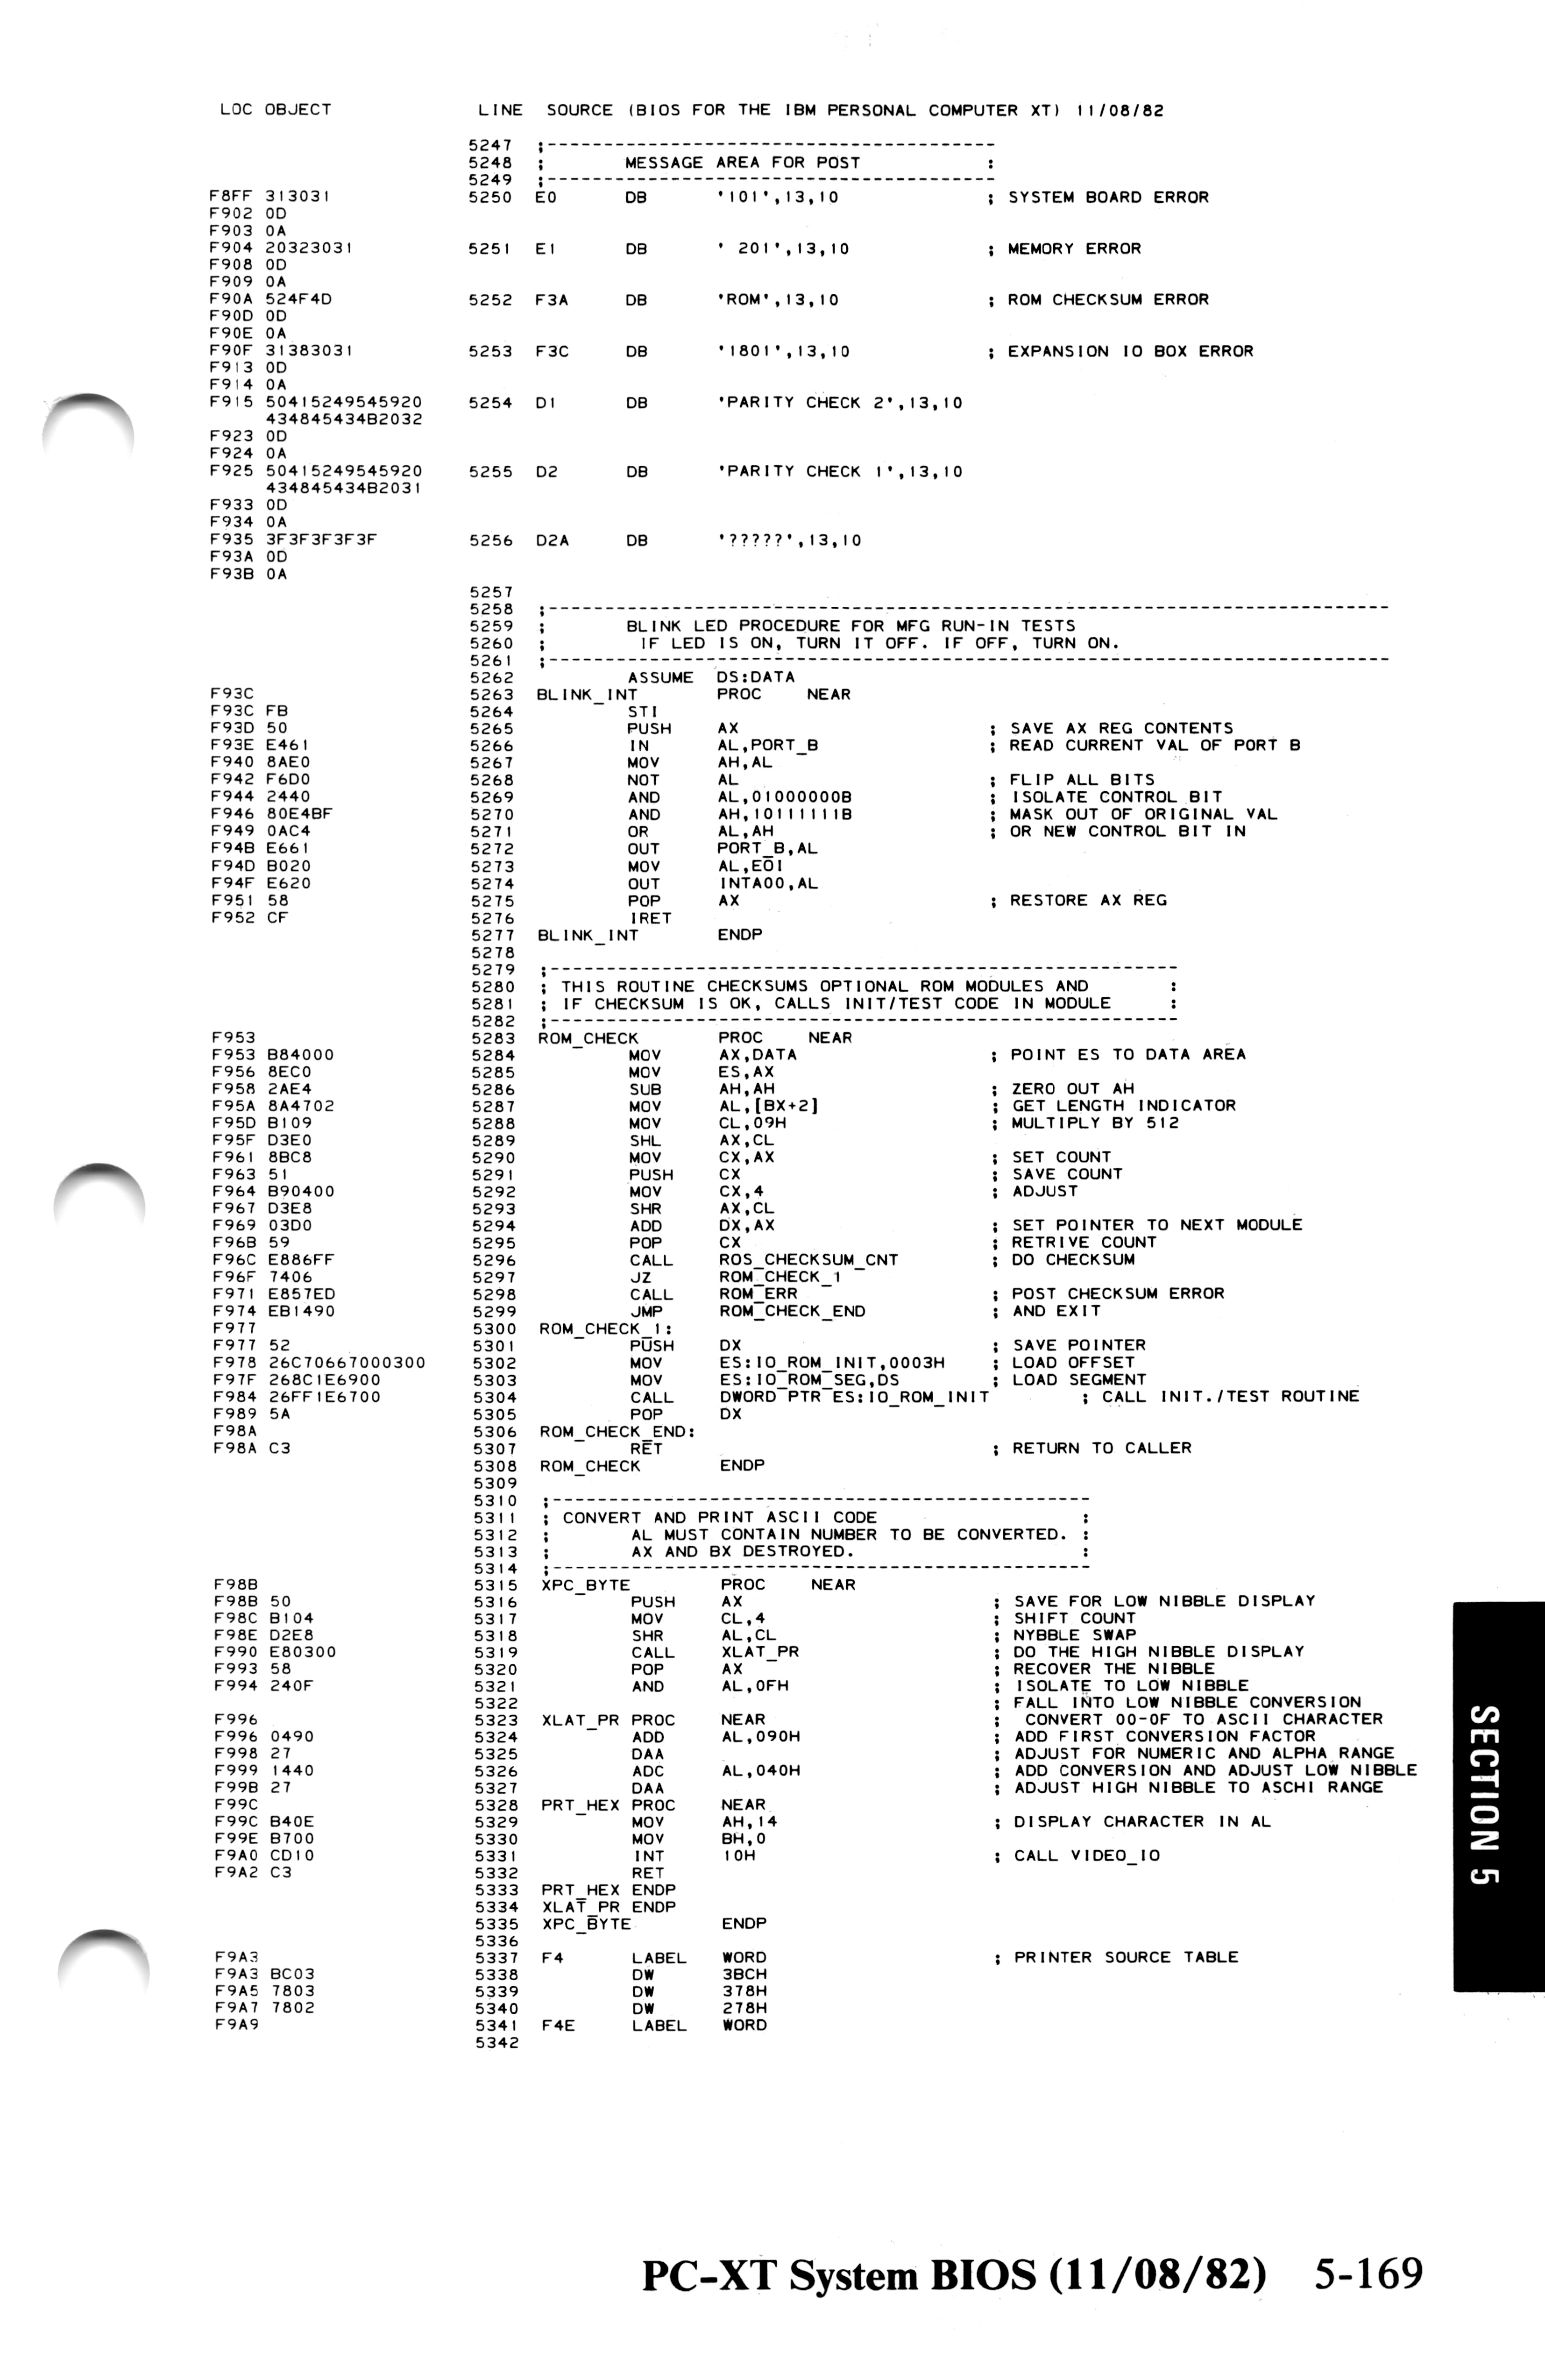 LOC OBJECT LINE SOURCE (BIOS FOR THE IBM PERSONAL COMPUTER XT) 11/08/82
5247 ;----------------------------------------
5248 ; MESSAGE AREA FOR POST :
5249 ;----------------------------------------
F8FF 313031 5250 E0 DB '101',13,10 ; SYSTEM BOARD ERROR
F902 0D
F903 0A
F904 20323031 5251 E1 DB ' 201',13,10 ; MEMORY ERROR
F908 0D
F909 0A
F90A 524F4D 5252 F3A DB 'ROM',13,10 ; ROM CHECKSUM ERROR
F90D 0D
F90E 0A
F90F 31383031 5253 F3C DB '1801',13,10 ; EXPANSION IO BOX ERROR
F913 0D
F914 0A
F915 50415249545920 5254 D1 DB 'PARITY CHECK 2',13,10
434845434B2032
F923 0D
F924 0A
F925 50415249545920 5255 D2 DB 'PARITY CHECK 1',13,10
434845434B2031
F933 0D
F934 0A
F935 3F3F3F3F3F 5256 D2A DB '?????',13,10
F93A 0D
F93B 0A
5257
5258 ;---------------------------------------------------------------------------
5259 ; BLINK LED PROCEDURE FOR MFG RUN-IN TESTS
5260 ; IF LED IS ON, TURN IT OFF. IF OFF, TURN ON.
5261 ;---------------------------------------------------------------------------
5262 ASSUME DS:DATA
F93C 5263 BLINK_INT PROC NEAR
F93C FB 5264 STI
F93D 50 5265 PUSH AX ; SAVE AX REG CONTENTS
F93E E461 5266 IN AL,PORT_B ; READ CURRENT VAL OF PORT B
F940 8AE0 5267 MOV AH,AL
F942 F6D0 5268 NOT AL ; FLIP ALL BITS
F944 2440 5269 AND AL,01000000B ; ISOLATE CONTROL BIT
F946 80E4BF 5270 AND AH,10111111B ; MASK OUT OF ORIGINAL VAL
F949 0AC4 5271 OR AL,AH ; OR NEW CONTROL BIT IN
F94B E661 5272 OUT PORT_B,AL
F94D B020 5273 MOV AL,EOI
F94F E620 5274 OUT INTA00,AL
F951 58 5275 POP AX ; RESTORE AX REG
F952 CF 5276 IRET
5277 BLINK_INT ENDP
5278
5279 ;--------------------------------------------------------
5280 ; THIS ROUTINE CHECKSUMS OPTIONAL ROM MODULES AND :
5281 ; IF CHECKSUM IS OK, CALLS INIT/TEST CODE IN MODULE :
5282 ;--------------------------------------------------------
F953 5283 ROM_CHECK PROC NEAR
F953 B84000 5284 MOV AX,DATA ; POINT ES TO DATA AREA
F956 8EC0 5285 MOV ES,AX
F958 2AE4 5286 SUB AH,AH ; ZERO OUT AH
F95A 8A4702 5287 MOV AL,[BX+2] ; GET LENGTH INDICATOR
F95D B109 5288 MOV CL,09H ; MULTIPLY BY 512
F95F D3E0 5289 SHL AX,CL
F961 8BC8 5290 MOV CX,AX ; SET COUNT
F963 51 5291 PUSH CX ; SAVE COUNT
F964 B90400 5292 MOV CX,4 ; ADJUST
F967 D3E8 5293 SHR AX,CL
F969 03D0 5294 ADD DX,AX ; SET POINTER TO NEXT MODULE
F96B 59 5295 POP CX ; RETRIVE COUNT
F96C E886FF 5296 CALL ROS_CHECKSUM_CNT ; DO CHECKSUM
F96F 7406 5297 JZ ROM_CHECK_1
F971 E857ED 5298 CALL ROM_ERR ; POST CHECKSUM ERROR
F974 EB1490 5299 JMP ROM_CHECK_END ; AND EXIT
F977 5300 ROM_CHECK_1:
F977 52 5301 PUSH DX ; SAVE POINTER
F978 26C70667000300 5302 MOV ES:IO_ROM_INIT,0003H ; LOAD OFFSET
F97F 268C1E6900 5303 MOV ES:IO_ROM_SEG,DS ; LOAD SEGMENT
F984 26FF1E6700 5304 CALL DWORD PTR ES:IO_ROM_INIT ; CALL INIT./TEST ROUTINE
F989 5A 5305 POP DX
F98A 5306 ROM_CHECK_END:
F98A C3 5307 RET ; RETURN TO CALLER
5308 ROM_CHECK ENDP
5309
5310 ;------------------------------------------------
5311 ; CONVERT AND PRINT ASCII CODE :
5312 ; AL MUST CONTAIN NUMBER TO BE CONVERTED. :
5313 ; AX AND BX DESTROYED. :
5314 ;------------------------------------------------
F98B 5315 XPC_BYTE PROC NEAR
F98B 50 5316 PUSH AX ; SAVE FOR LOW NIBBLE DISPLAY
F98C B104 5317 MOV CL,4 ; SHIFT COUNT
F98E D2E8 5318 SHR AL,CL ; NYBBLE SWAP
F990 E80300 5319 CALL XLAT_PR ; DO THE HIGH NIBBLE DISPLAY
F993 58 5320 POP AX ; RECOVER THE NIBBLE
F994 240F 5321 AND AL,0FH ; ISOLATE TO LOW NIBBLE
5322 ; FALL INTO LOW NIBBLE CONVERSION
F996 5323 XLAT_PR PROC NEAR ; CONVERT 00-0F TO ASCII CHARACTER
F996 0490 5324 ADD AL,090H ; ADD FIRST CONVERSION FACTOR
F998 27 5325 DAA ; ADJUST FOR NUMERIC AND ALPHA RANGE
F999 1440 5326 ADC AL,040H ; ADD CONVERSION AND ADJUST LOW NIBBLE
F99B 27 5327 DAA ; ADJUST HIGH NIBBLE TO ASCHI RANGE
F99C 5328 PRT_HEX PROC NEAR
F99C B40E 5329 MOV AH,14 ; DISPLAY CHARACTER IN AL
F99E B700 5330 MOV BH,0
F9A0 CD10 5331 INT 10H ; CALL VIDEO_IO
F9A2 C3 5332 RET
5333 PRT_HEX ENDP
5334 XLAT_PR ENDP
5335 XPC_BYTE ENDP
5336
F9A3 5337 F4 LABEL WORD ; PRINTER SOURCE TABLE
F9A3 BC03 5338 DW 3BCH
F9A5 7803 5339 DW 378H
F9A7 7802 5340 DW 278H
F9A9 5341 F4E LABEL WORD
5342
SECTION 5
PC-XT System BIOS (11/08/82) 5-169